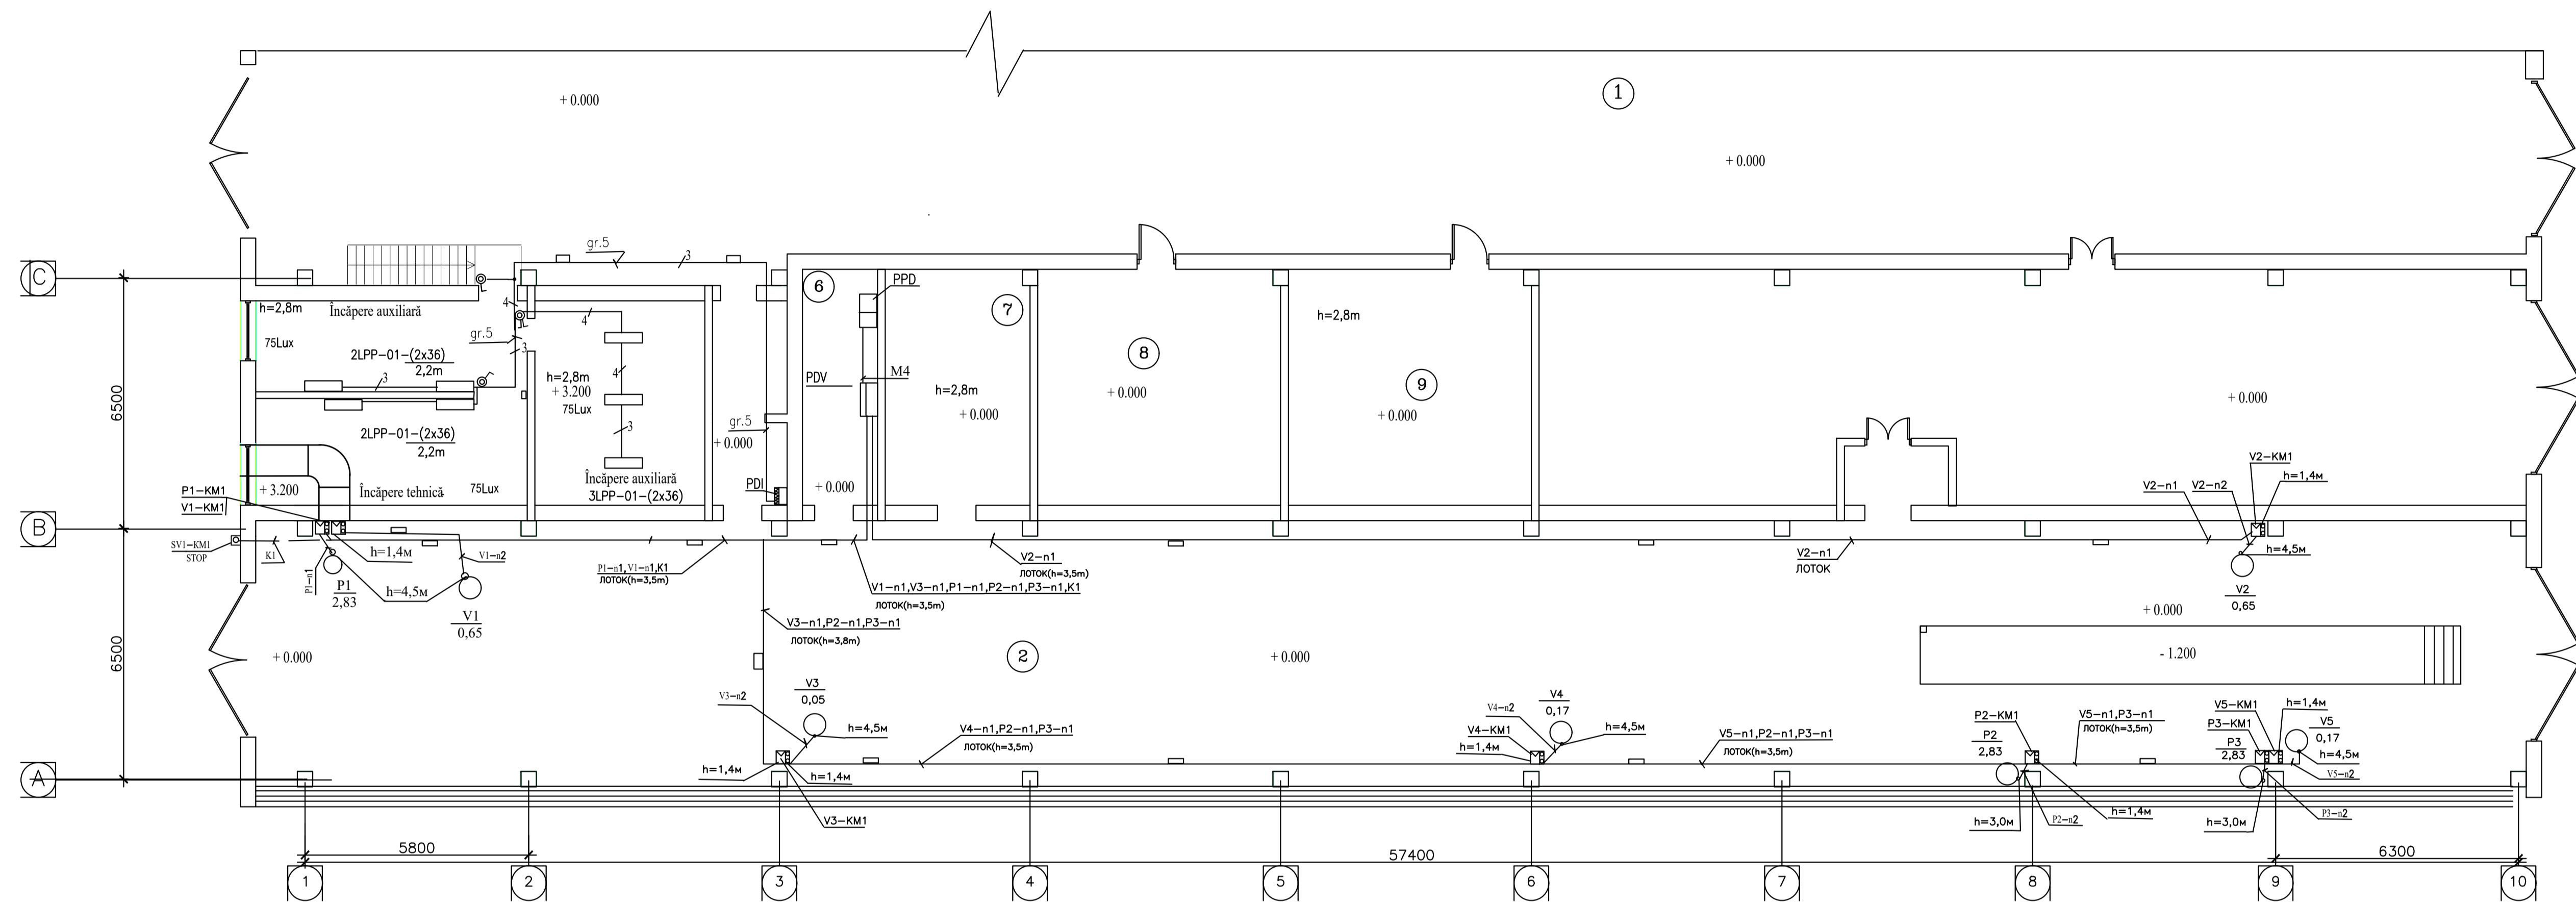 + 0.000
1
+ 0.000
gr.5
3
C
6
PPD
h=2,8m
Încăpere auxiliară
4
4
7
h=2,8m
75Lux
gr.5
3
8
2LPP-01-(2x36)
2,2m
3
h=2,8m
+ 3.200
75Lux
4
PDV
M4
h=2,8m
+ 0.000
+ 0.000
9
+ 0.000
+ 0.000
6500
2LPP-01-(2x36)
2,2m
3
gr.5
+ 0.000
V2-KM1
h=1,4м
Încăpere auxiliară
3LPP-01-(2x36)
PDI
+ 0.000
V2-n1
V2-n2
P1-KM1
V1-KM1
+ 3.200
Încăpere tehnică
75Lux
B
SV1-KM1
STOP
K1
P1-n1
h=1,4м
V1-n2
P1
2,83
h=4,5м
V1
0,65
P1-n1,V1-n1,K1
ЛОТОК(h=3,5m)
V2-n1
ЛОТОК(h=3,5m)
V1-n1,V3-n1,P1-n1,P2-n1,P3-n1,K1
ЛОТОК(h=3,5m)
V2-n1
ЛОТОК
h=4,5м
V2
0,65
+ 0.000
V3-n1,P2-n1,P3-n1
ЛОТОК(h=3,8m)
6500
+ 0.000
2
+ 0.000
- 1.200
V3-n2
V3
0,05
h=4,5м
V4-n1,P2-n1,P3-n1
ЛОТОК(h=3,5m)
V4-n2
V4
0,17
h=4,5м
V4-KM1
h=1,4м
V5-n1,P2-n1,P3-n1
ЛОТОК(h=3,5m)
P2-KM1
P2
2,83
V5-n1,P3-n1
ЛОТОК(h=3,5m)
V5-KM1
h=1,4м
P3-KM1
P3
2,83
V5
0,17
h=4,5м
V5-n2
A
h=1,4м
h=1,4м
V3-KM1
h=3,0м
P2-n2
h=1,4м
h=3,0м
P3-n2
5800
57400
6300
1
2
3
4
5
6
7
8
9
10